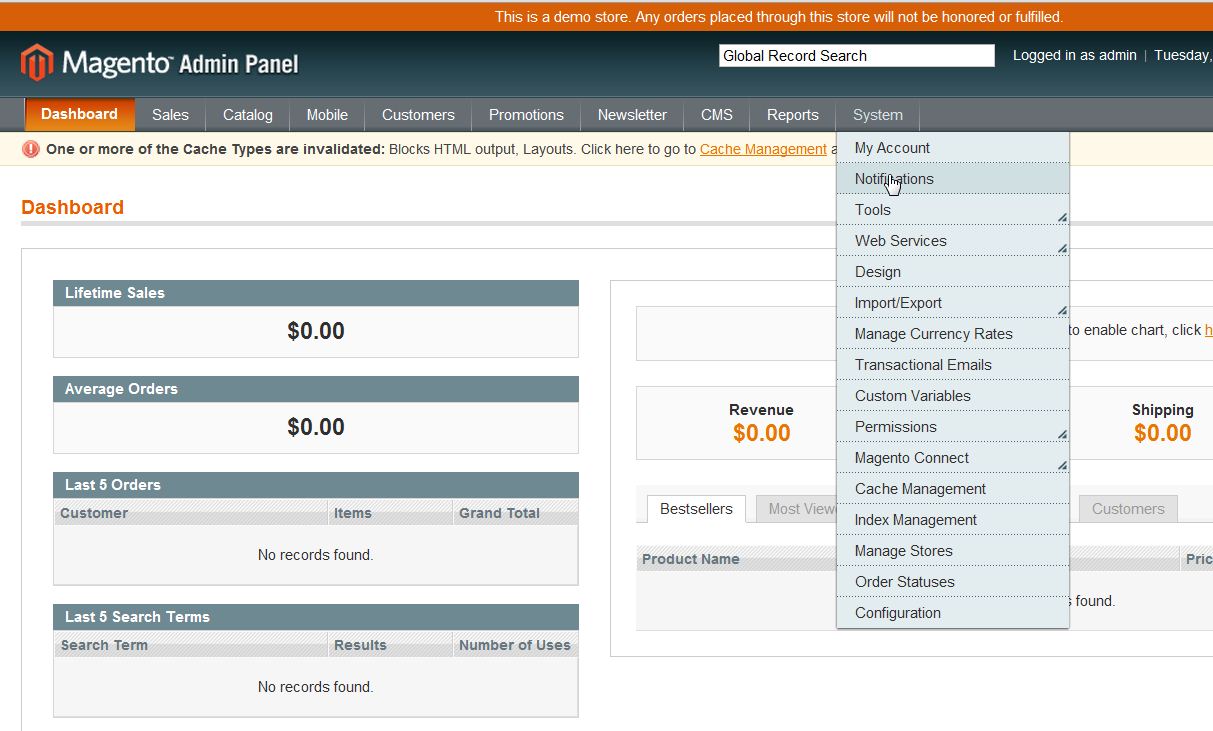 This is a demo store. Any orders placed through this store will not be honored or fulfilled.
Magento Admin Panel
Global Record Search
Logged in as admin | Tuesday,
Dashboard Sales Catalog Mobile Customers Promotions Newsletter CMS Reports System
One or more of the Cache Types are invalidated: Blocks HTML output, Layouts. Click here to go to Cache Management a
My Account
Notifications
Tools
Web Services
Design
Import/Export
Manage Currency Rates
Transactional Emails
Custom Variables
Permissions
Magento Connect
Cache Management
Index Management
Manage Stores
Order Statuses
Configuration
Dashboard
Lifetime Sales
$0.00
Average Orders
$0.00
Last 5 Orders
Customer Items Grand Total
No records found.
Last 5 Search Terms
Search Term Results Number of Uses
No records found.
to enable chart, click h
Revenue Shipping
$0.00 $0.00
Bestsellers Most View Customers
Product Name Pric
s found.